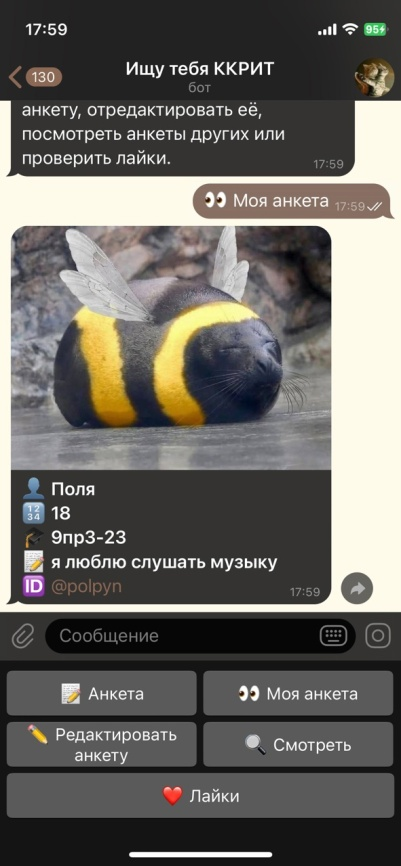 17:59
95
130
Ищу тебя ККРИТ
бот
анкету, отредактировать её,
посмотреть анкеты других или
проверить лайки.
17:59
👀 Моя анкета 17:59
👤 Поля
🔢 18
🎓 9пр3-23
📝 я люблю слушать музыку
🆔 @polpyn
17:59
Сообщение
📝 Анкета
👀 Моя анкета
✏️ Редактировать
анкету
🔍 Смотреть
❤️ Лайки